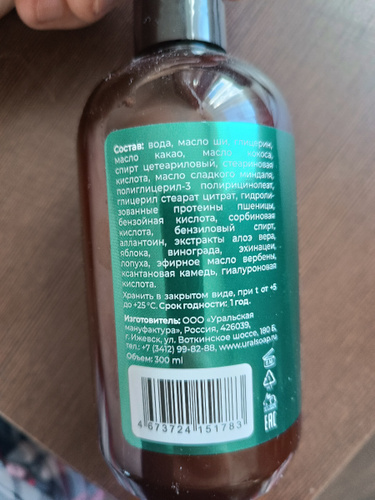 Состав: вода, масло ши, глицерин,
масло какао, масло кокоса,
спирт цетеариловый, стеариновая
кислота, масло сладкого миндаля,
полиглицерил-3 полирицинолеат,
глицерил стеарат цитрат, гидроли-
зованные протеины пшеницы,
бензойная кислота, сорбиновая
кислота, бензиловый спирт,
аллантоин, экстракты алоэ вера,
яблока, винограда, эхинацеи,
лопуха, эфирное масло вербены,
ксантановая камедь, гиалуроновая
кислота.
Хранить в закрытом виде, при t от +5
до +25 °C. Срок годности: 1 год.
Изготовитель: ООО «Уральская
мануфактура», Россия, 426039,
г. Ижевск, ул. Воткинское шоссе, 180 Б,
тел.: +7 (3412) 99-82-88, www.uralsoap.ru
Объем: 300 ml
4 673724 151783
EAC